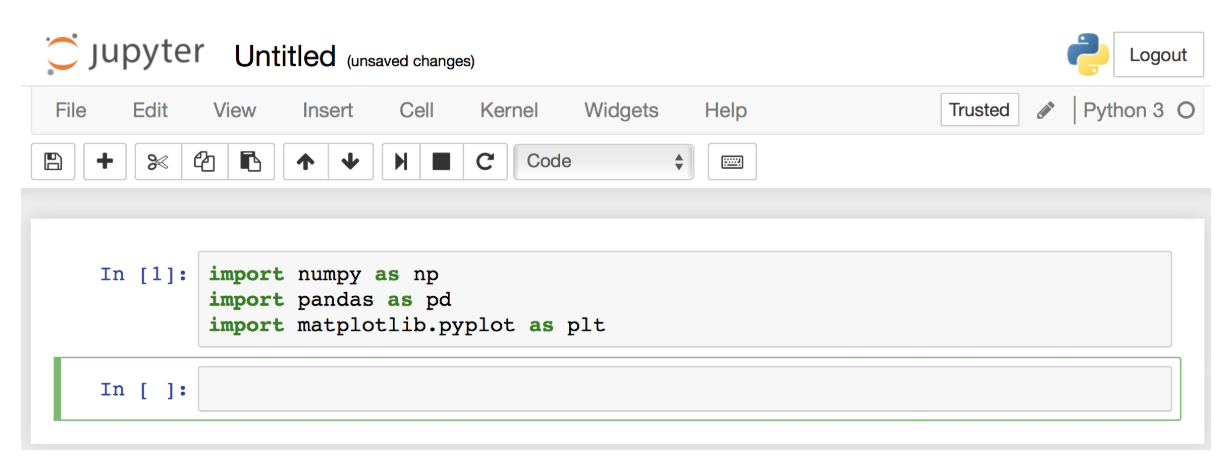 jupyter Untitled (unsaved changes) Logout
File Edit View Insert Cell Kernel Widgets Help Trusted Python 3
Code
In [1]: import numpy as np
import pandas as pd
import matplotlib.pyplot as plt
In [ ]: